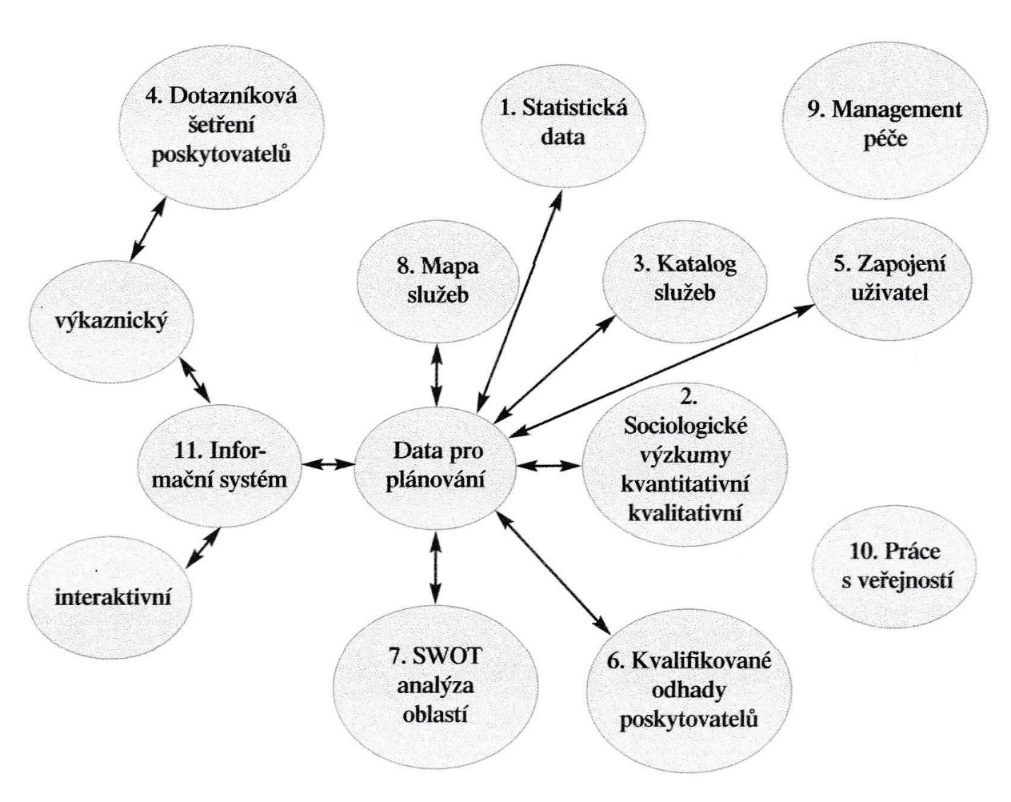 4. Dotazníková
šetření
poskytovatelů
1. Statistická
data
9. Management
péče
8. Mapa
služeb
3. Katalog
služeb
5. Zapojení
uživatel
výkaznický
2.
Sociologické
výzkumy
kvantitativní
kvalitativní
11. Infor-
mační systém
Data pro
plánování
interaktivní
10. Práce
s veřejností
7. SWOT
analýza
oblastí
6. Kvalifikované
odhady
poskytovatelů